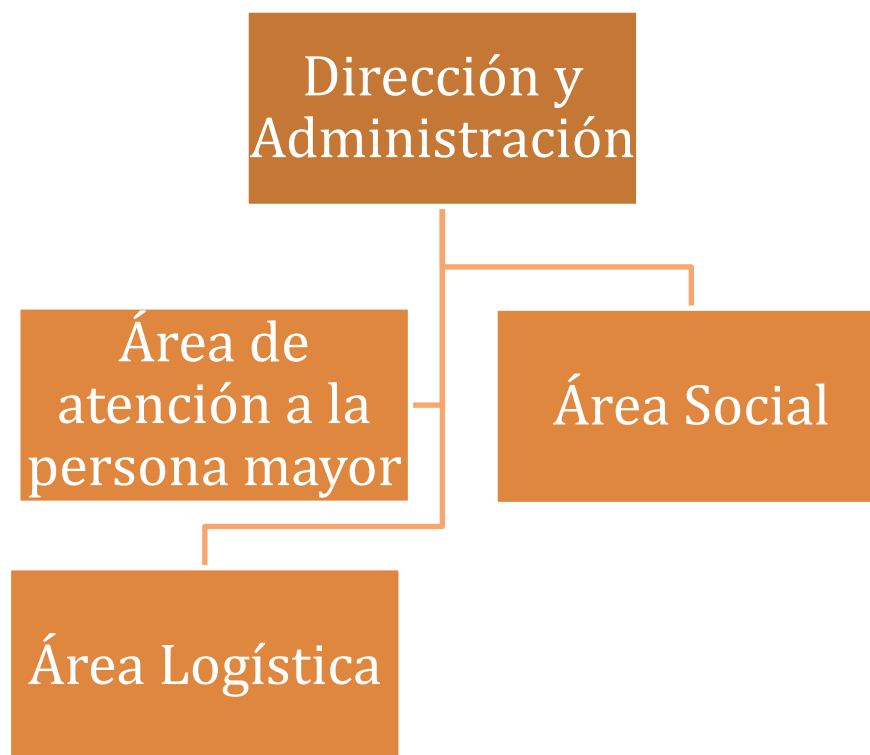 Dirección y
Administración
Área de
atención a la
persona mayor
Área Social
Área Logística